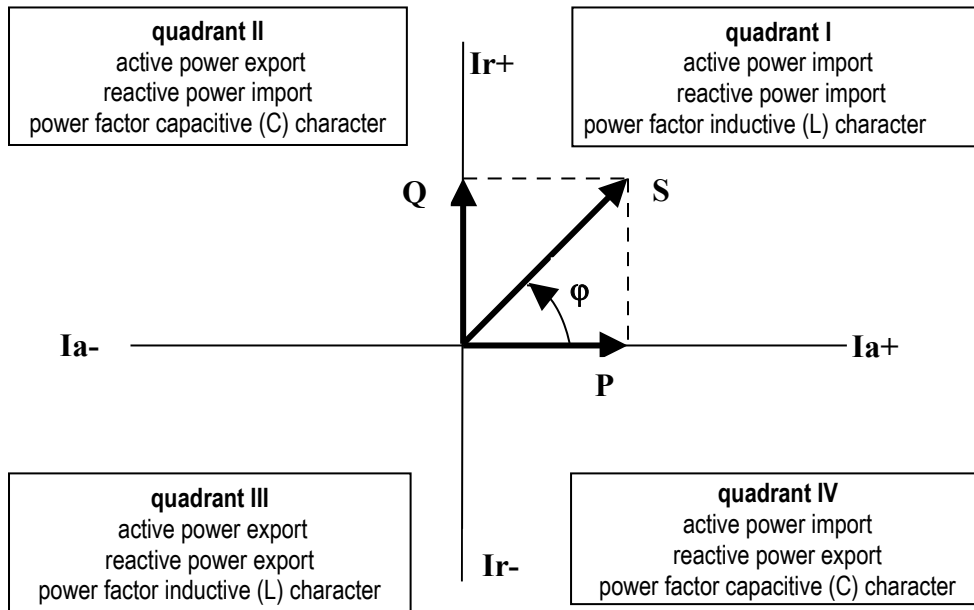 quadrant II
active power export
reactive power import
power factor capacitive (C) character
quadrant I
active power import
reactive power import
power factor inductive (L) character
Ir+
Q
S
φ
Ia-
Ia+
P
quadrant III
active power export
reactive power export
power factor inductive (L) character
Ir-
quadrant IV
active power import
reactive power export
power factor capacitive (C) character